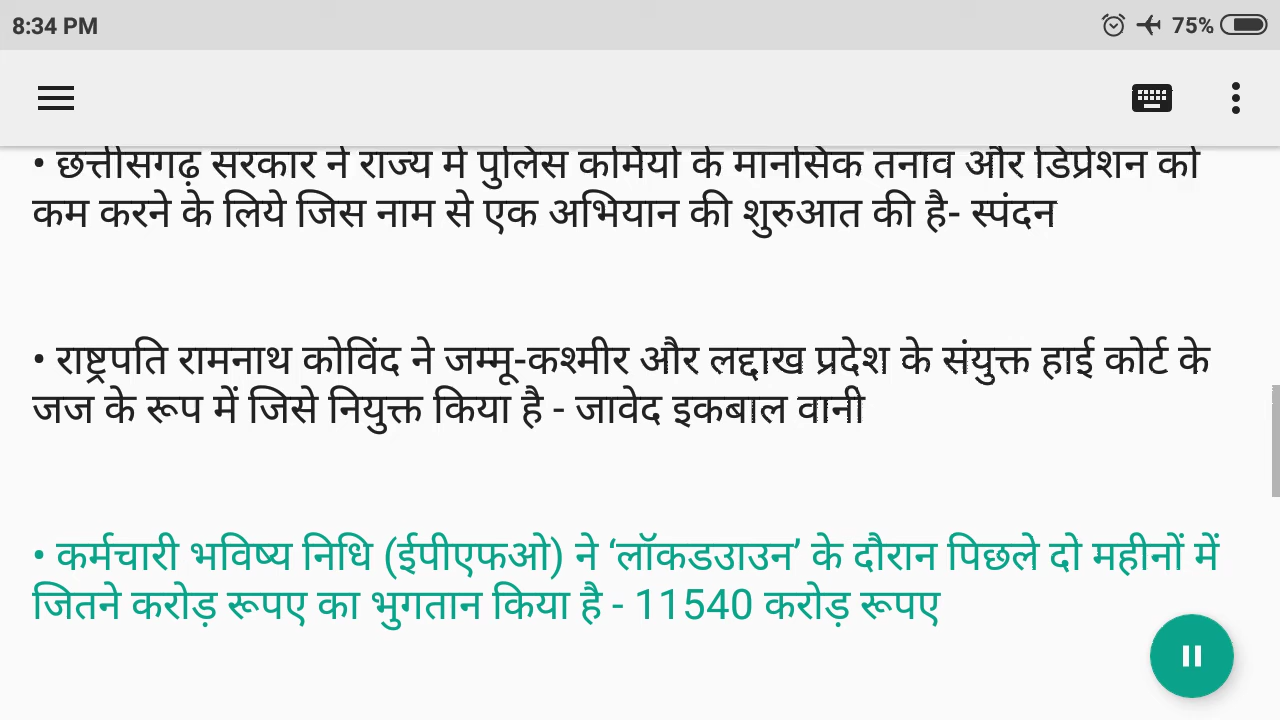 8:34 PM
75%
• छत्तीसगढ़ सरकार ने राज्य में पुलिस कर्मियों के मानसिक तनाव और डिप्रेशन को
कम करने के लिये जिस नाम से एक अभियान की शुरुआत की है- स्पंदन
• राष्ट्रपति रामनाथ कोविंद ने जम्मू-कश्मीर और लद्दाख प्रदेश के संयुक्त हाई कोर्ट के
जज के रूप में जिसे नियुक्त किया है - जावेद इकबाल वानी
• कर्मचारी भविष्य निधि (ईपीएफओ) ने ‘लॉकडउाउन’ के दौरान पिछले दो महीनों में
जितने करोड़ रूपए का भुगतान किया है - 11540 करोड़ रूपए